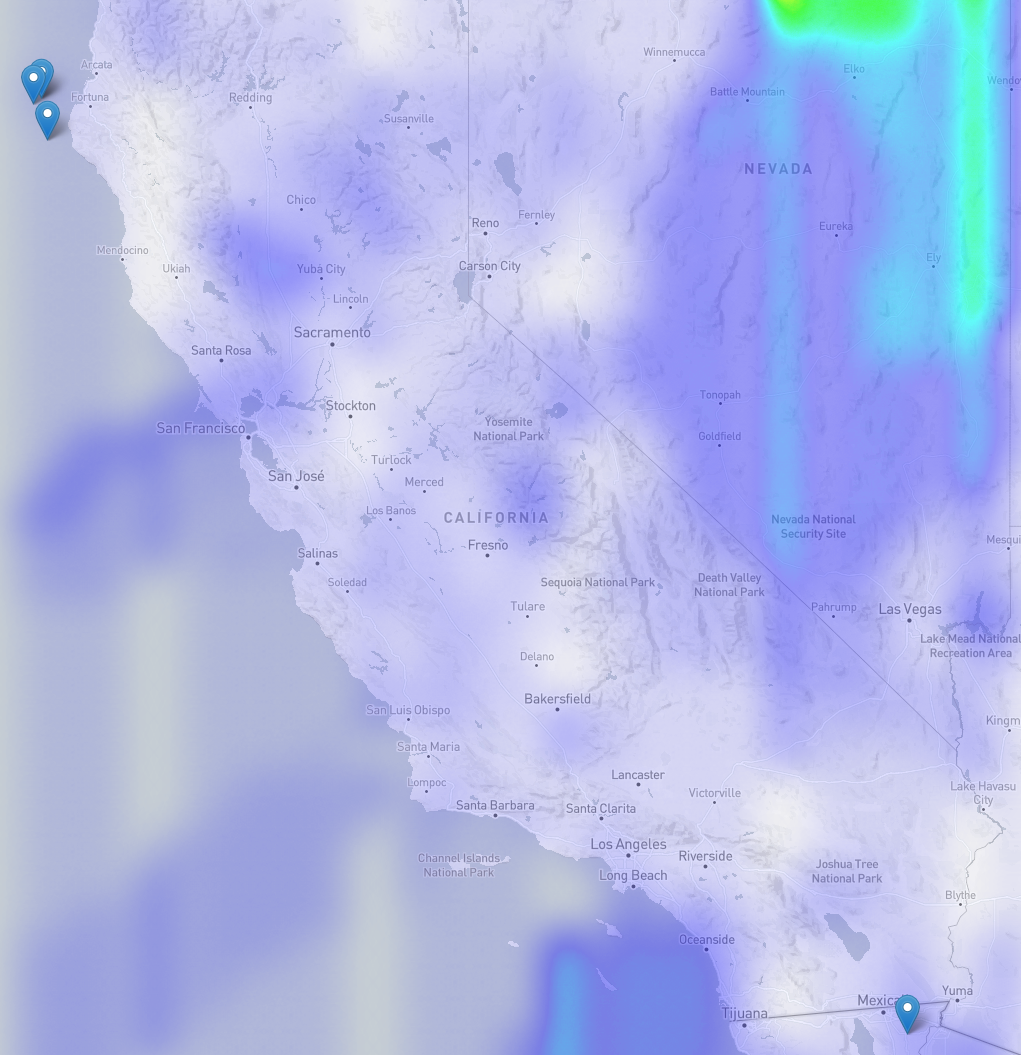 Winnemucca
Arcata
Elko
Wendo
Battle Mountain
Fortuna
Redding
Susanville
NEVADA
Chico
Fernley
Reno
Eureka
Mendocino
Ely
Ukiah
Yuba City
Carson City
Lincoln
Sacramento
Santa Rosa
Tonopah
Stockton
Yosemite
National Park
San Francisco
Goldfield
Turlock
San José
Merced
Los Banos
CALIFORNIA
Nevada National
Security Site
Fresno
Mesqui
Salinas
Soledad
Sequoia National Park
Death Valley
National Park
Tulare
Pahrump
Las Vegas
Lake Mead National
Recreation Area
Delano
Bakersfield
San Luis Obispo
Kingm
Santa Maria
Lancaster
Lompoc
Victorville
Lake Havasu
City
Santa Barbara
Santa Clarita
Los Angeles
Riverside
Channel Islands
National Park
Long Beach
Joshua Tree
National Park
Blythe
Oceanside
Yuma
Mexica
Tijuana